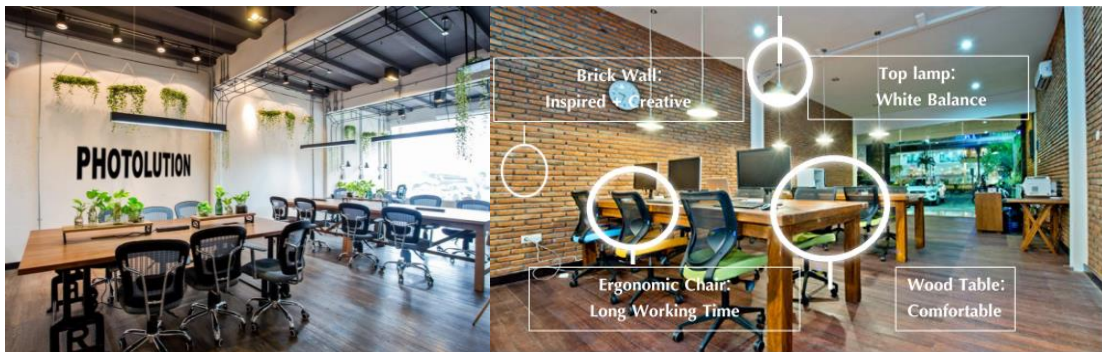 PHOTOLUTION
Brick Wall:
Inspired + Creative
Top lamp:
White Balance
Ergonomic Chair:
Long Working Time
Wood Table:
Comfortable